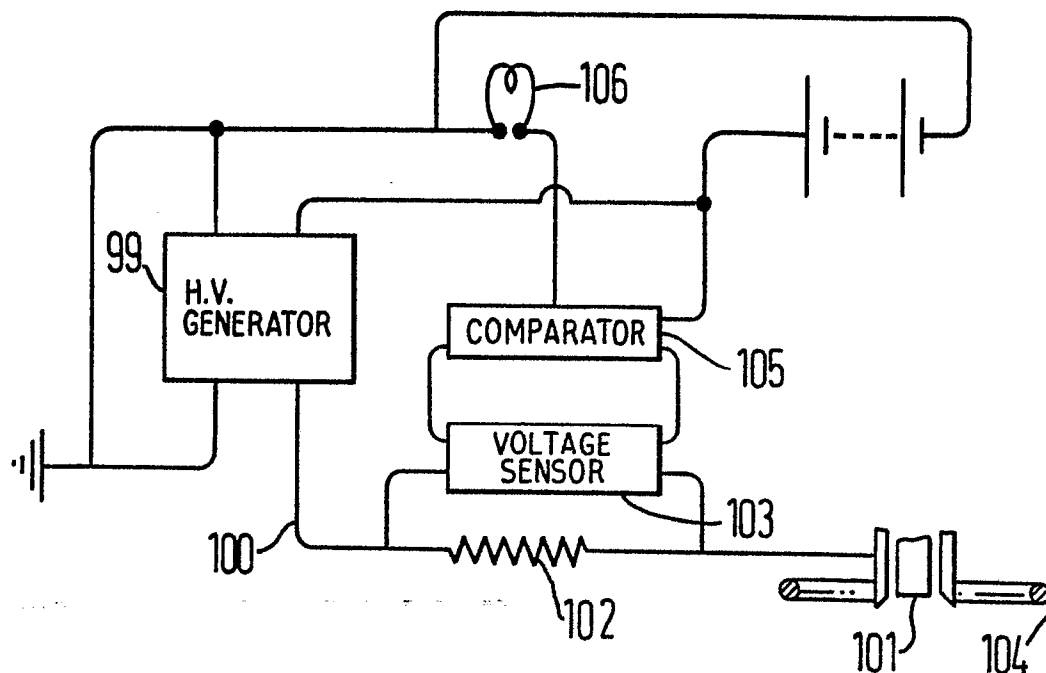 106
99
H.V.
GENERATOR
COMPARATOR
105
VOLTAGE
SENSOR
103
100
102
101
104